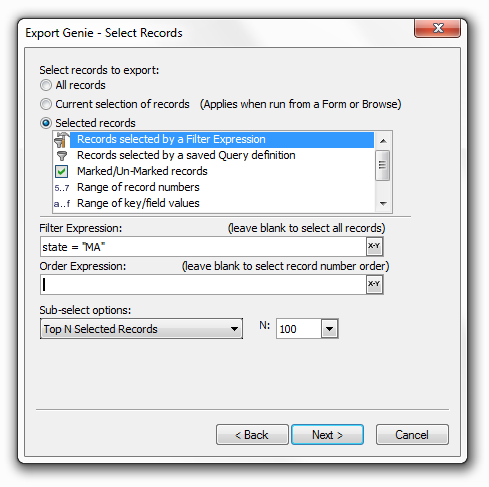 Export Genie - Select Records
Select records to export:
All records
Current selection of records (Applies when run from a Form or Browse)
Selected records
Records selected by a Filter Expression
Records selected by a saved Query definition
Marked/Un-Marked records
5..7 Range of record numbers
a..f Range of key/field values
Filter Expression: (leave blank to select all records)
state = "MA" X-Y
Order Expression: (leave blank to select record number order)
X-Y
Sub-select options:
Top N Selected Records N: 100
< Back Next > Cancel